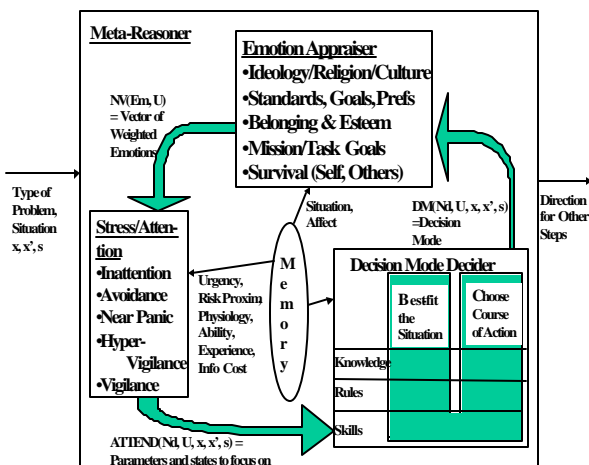 Meta-Reasoner
Emotion Appraiser
•Ideology/Religion/Culture
•Standards, Goals, Prefs
•Belonging & Esteem
•Mission/Task Goals
•Survival (Self, Others)
NV(Em, U)
= Vector of
Weighted
Emotions
Type of
Problem,
Situation
x, x’, s
Stress/Atten-
tion
•Inattention
•Avoidance
•Near Panic
•Hyper-
Vigilance
•Vigilance
Situation,
Affect
Urgency,
Risk Proxim,
Physiology,
Ability,
Experience,
Info Cost
M
e
m
o
r
y
DM(Nd, U, x, x’, s)
=Decision
Mode
Direction
for Other
Steps
Decision Mode Decider
Best-fit
the
Situation
Choose
Course
of Action
Knowledge
Rules
Skills
ATTEND(Nd, U, x, x’, s) =
Parameters and states to focus on